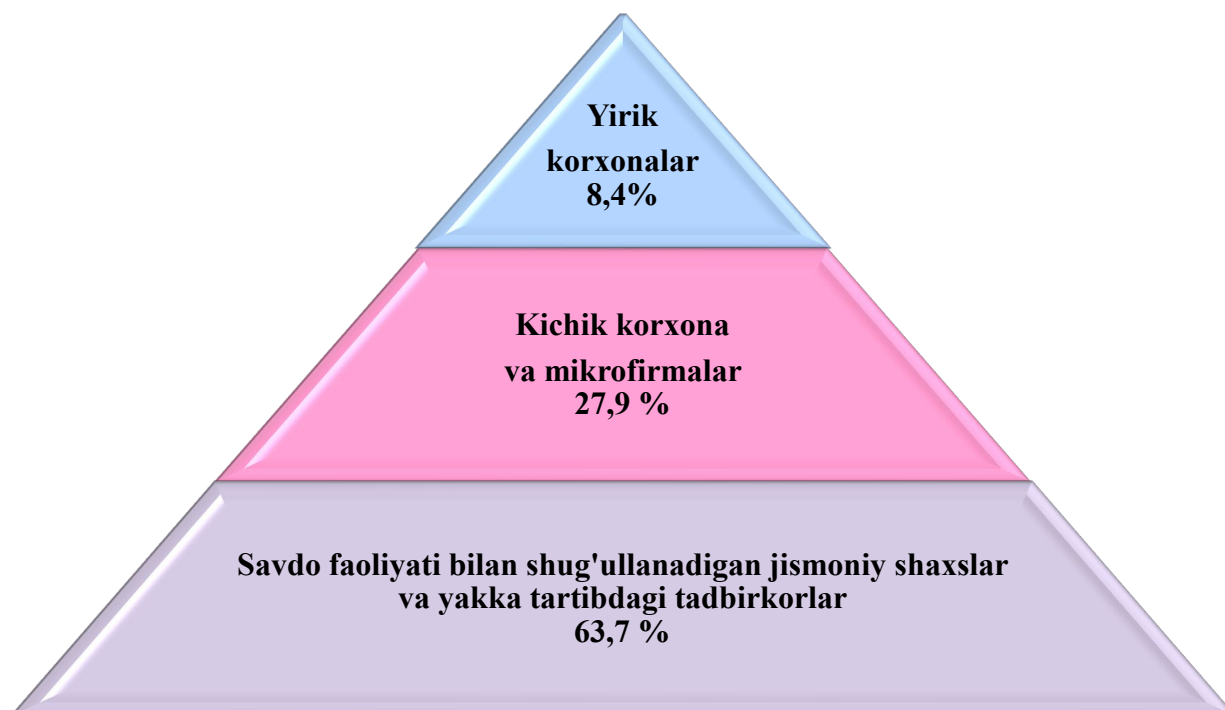 Yirik
korxonalar
8,4%
Kichik korxona
va mikrofirmalar
27,9 %
Savdo faoliyati bilan shug'ullanadigan jismoniy shaxslar
va yakka tartibdagi tadbirkorlar
63,7 %